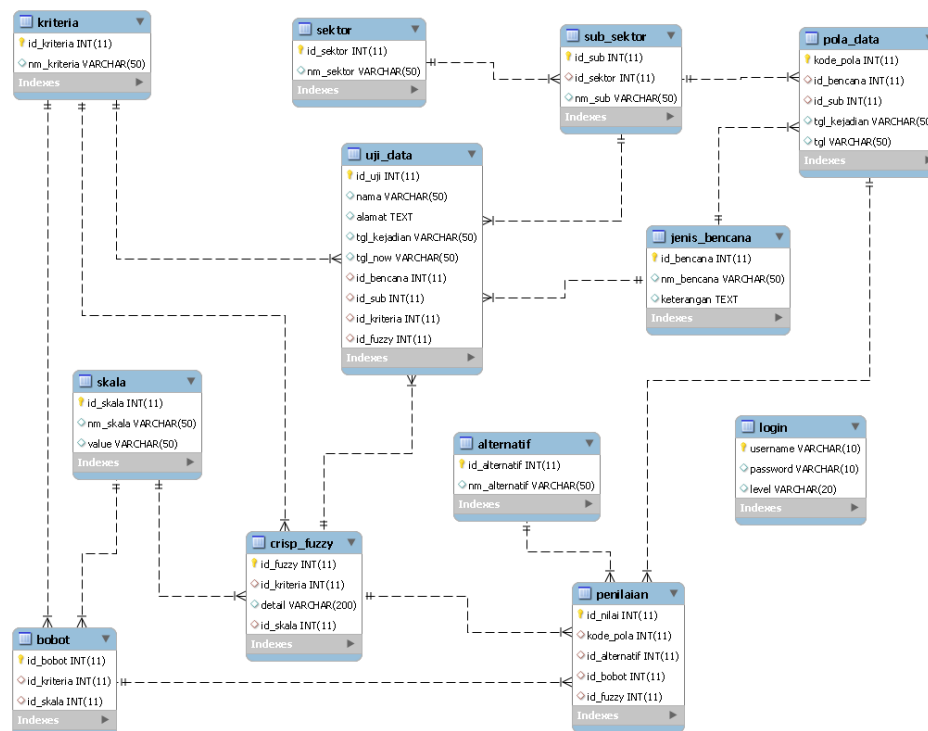 kriteria
id_kriteria INT(11)
nm_kriteria VARCHAR(50)
Indexes
sektor
id_sektor INT(11)
nm_sektor VARCHAR(50)
Indexes
sub_sektor
id_sub INT(11)
id_sektor INT(11)
nm_sub VARCHAR(50)
Indexes
pola_data
kode_pola INT(11)
id_bencana INT(11)
id_sub INT(11)
tgl_kejadian VARCHAR(50
tgl VARCHAR(50)
Indexes
uji_data
id_uji INT(11)
nama VARCHAR(50)
alamat TEXT
tgl_kejadian VARCHAR(50)
tgl_now VARCHAR(50)
id_bencana INT(11)
id_sub INT(11)
id_kriteria INT(11)
id_fuzzy INT(11)
Indexes
jenis_bencana
id_bencana INT(11)
nm_bencana VARCHAR(50)
keterangan TEXT
Indexes
skala
id_skala INT(11)
nm_skala VARCHAR(50)
value VARCHAR(50)
Indexes
alternatif
id_alternatif INT(11)
nm_alternatif VARCHAR(50)
Indexes
login
username VARCHAR(10)
password VARCHAR(10)
level VARCHAR(20)
Indexes
crisp_fuzzy
id_fuzzy INT(11)
id_kriteria INT(11)
detail VARCHAR(200)
id_skala INT(11)
Indexes
penilaian
id_nilai INT(11)
kode_pola INT(11)
id_alternatif INT(11)
id_bobot INT(11)
id_fuzzy INT(11)
Indexes
bobot
id_bobot INT(11)
id_kriteria INT(11)
id_skala INT(11)
Indexes